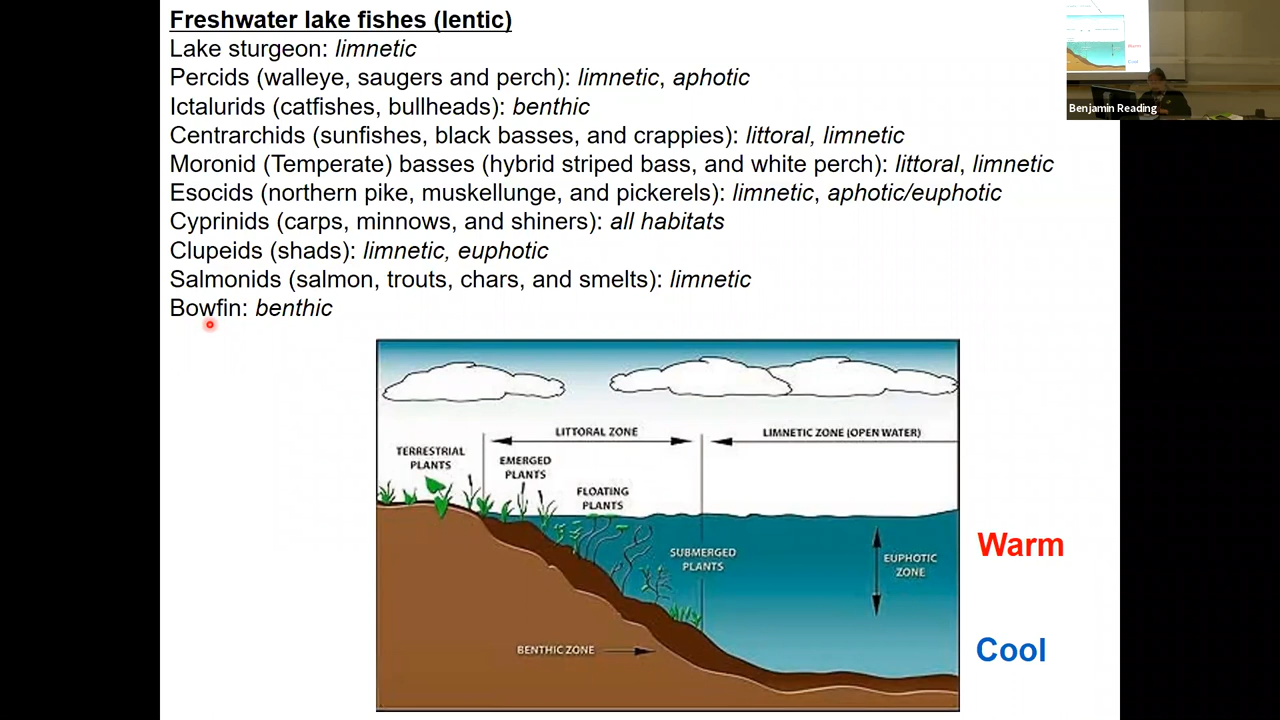 Freshwater lake fishes (lentic)
Lake sturgeon: limnetic
Percids (walleye, saugers and perch): limnetic, aphotic
Ictalurids (catfishes, bullheads): benthic
Centrarchids (sunfishes, black basses, and crappies): littoral, limnetic
Moronid (Temperate) basses (hybrid striped bass, and white perch): littoral, limnetic
Esocids (northern pike, muskellunge, and pickerels): limnetic, aphotic/euphotic
Cyprinids (carps, minnows, and shiners): all habitats
Clupeids (shads): limnetic, euphotic
Salmonids (salmon, trouts, chars, and smelts): limnetic
Bowfin: benthic
LITTORAL ZONE
LIMNETIC ZONE (OPEN WATER)
TERRESTRIAL
PLANTS
EMERGED
PLANTS
FLOATING
PLANTS
SUBMERGED
PLANTS
EUPHOTIC
ZONE
BENTHIC ZONE
Warm
Cool
Warm
Cool
Benjamin Reading